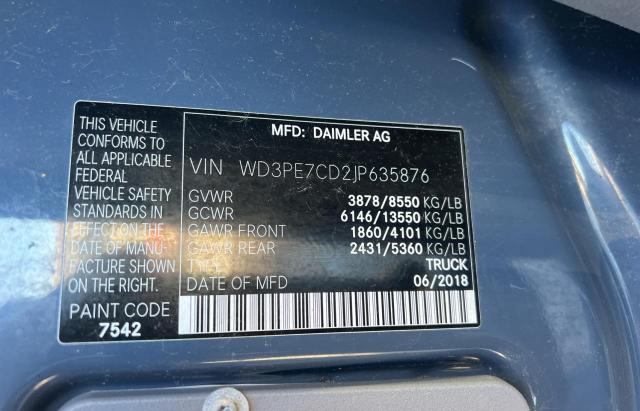 THIS VEHICLE
CONFORMS TO
ALL APPLICABLE
FEDERAL
VEHICLE SAFETY
STANDARDS IN
EFFECT ON THE
DATE OF MANU-
FACTURE SHOWN
ON THE RIGHT.
PAINT CODE
7542
MFD: DAIMLER AG
VIN WD3PE7CD2JP635876
GVWR 3878/8550 KG/LB
GCWR 6146/13550 KG/LB
GAWR FRONT 1860/4101 KG/LB
GAWR REAR 2431/5360 KG/LB
TYPE TRUCK
DATE OF MFD 06/2018